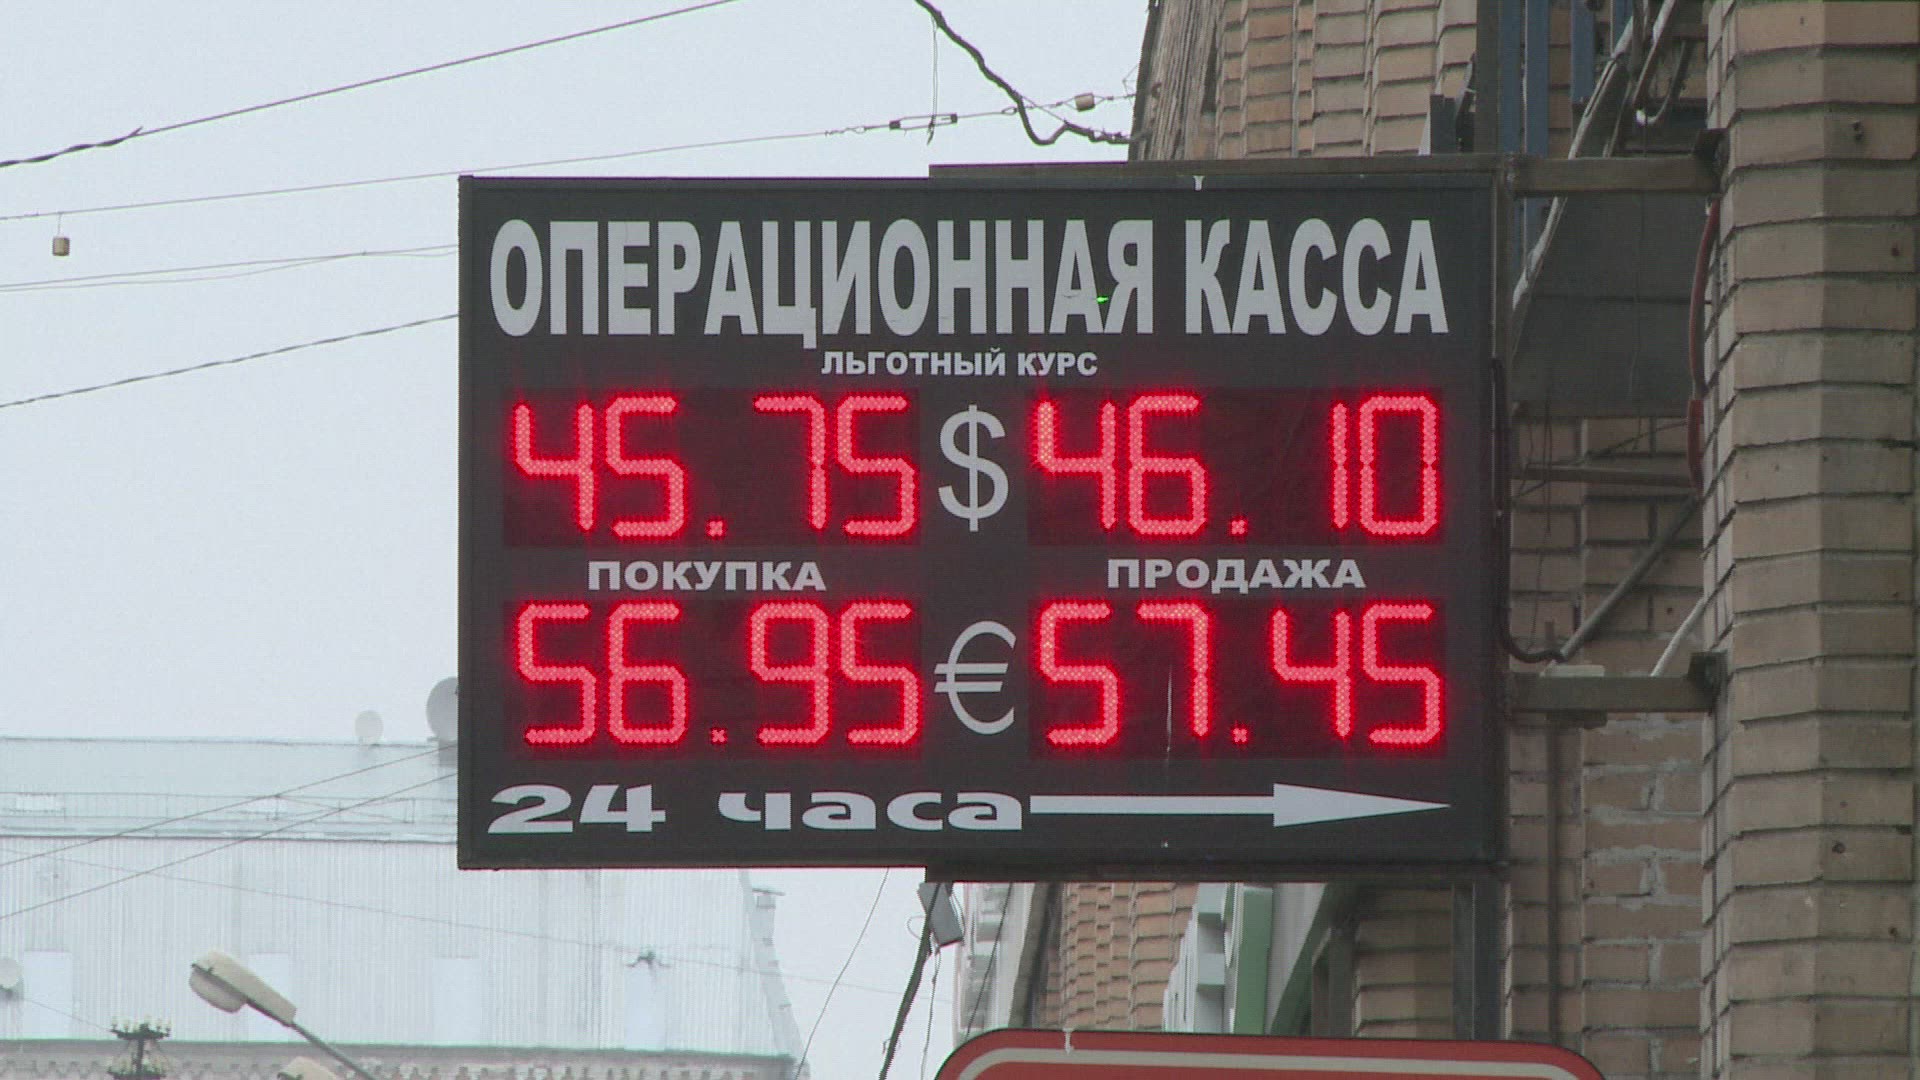 ОПЕРАЦИОННАЯ КАССА
ЛЬГОТНЫЙ КУРС
45.75 $ 46.10
ПОКУПКА ПРОДАЖА
56.95 € 57.45
24 часа